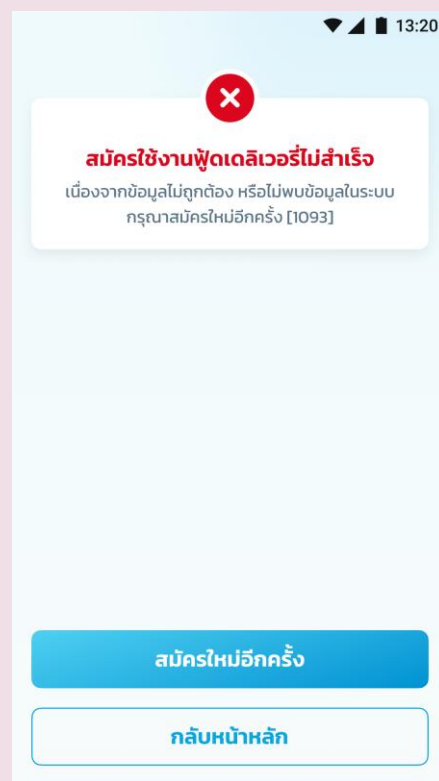 13:20
สมัครใช้งานฟู้ดเดลิเวอรี่ไม่สำเร็จ
เนื่องจากข้อมูลไม่ถูกต้อง หรือไม่พบข้อมูลในระบบ
กรุณาสมัครใหม่อีกครั้ง [1093]
สมัครใหม่อีกครั้ง
กลับหน้าหลัก